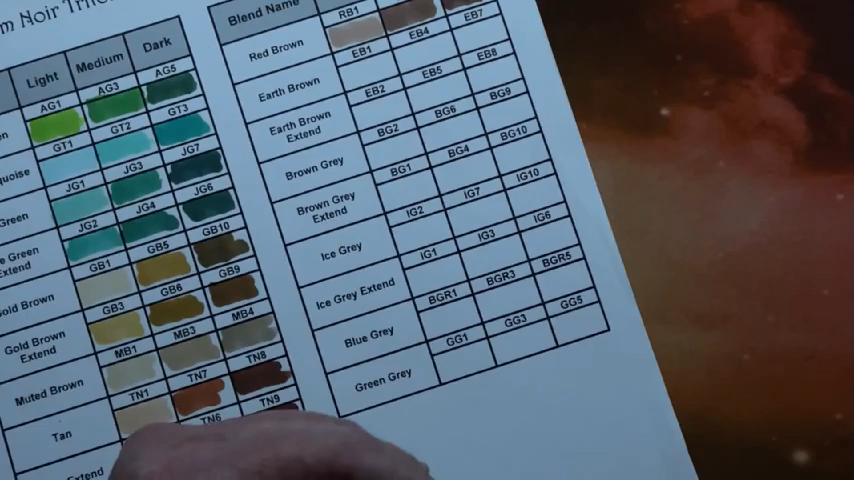 m Noir
Light Medium Dark
AG1 AG3 AG5
GT1 GT2 GT3
JG1 JG3 JG7
Green
JG2 JG4 JG6
Green
Extend
GB1 GB5 GB10
old Brown
GB3 GB6 GB9
Gold Brown
Extend
MB1 MB3 MB4
Muted Brown
TN1 TN7 TN8
Tan
TN6 TN9
Extend
Blend Name
RB1
Red Brown
EB1 EB4 EB7
Earth Brown
EB2 EB5 EB8
Earth Brown
Extend
BG2 BG6 BG9
Brown Grey
BG1 BG4 BG10
Brown Grey
Extend
IG2 IG7 IG10
Ice Grey
IG1 IG3 IG6
Ice Grey Extend
BGR1 BGR3 BGR5
Blue Grey
GG1 GG3 GG5
Green Grey